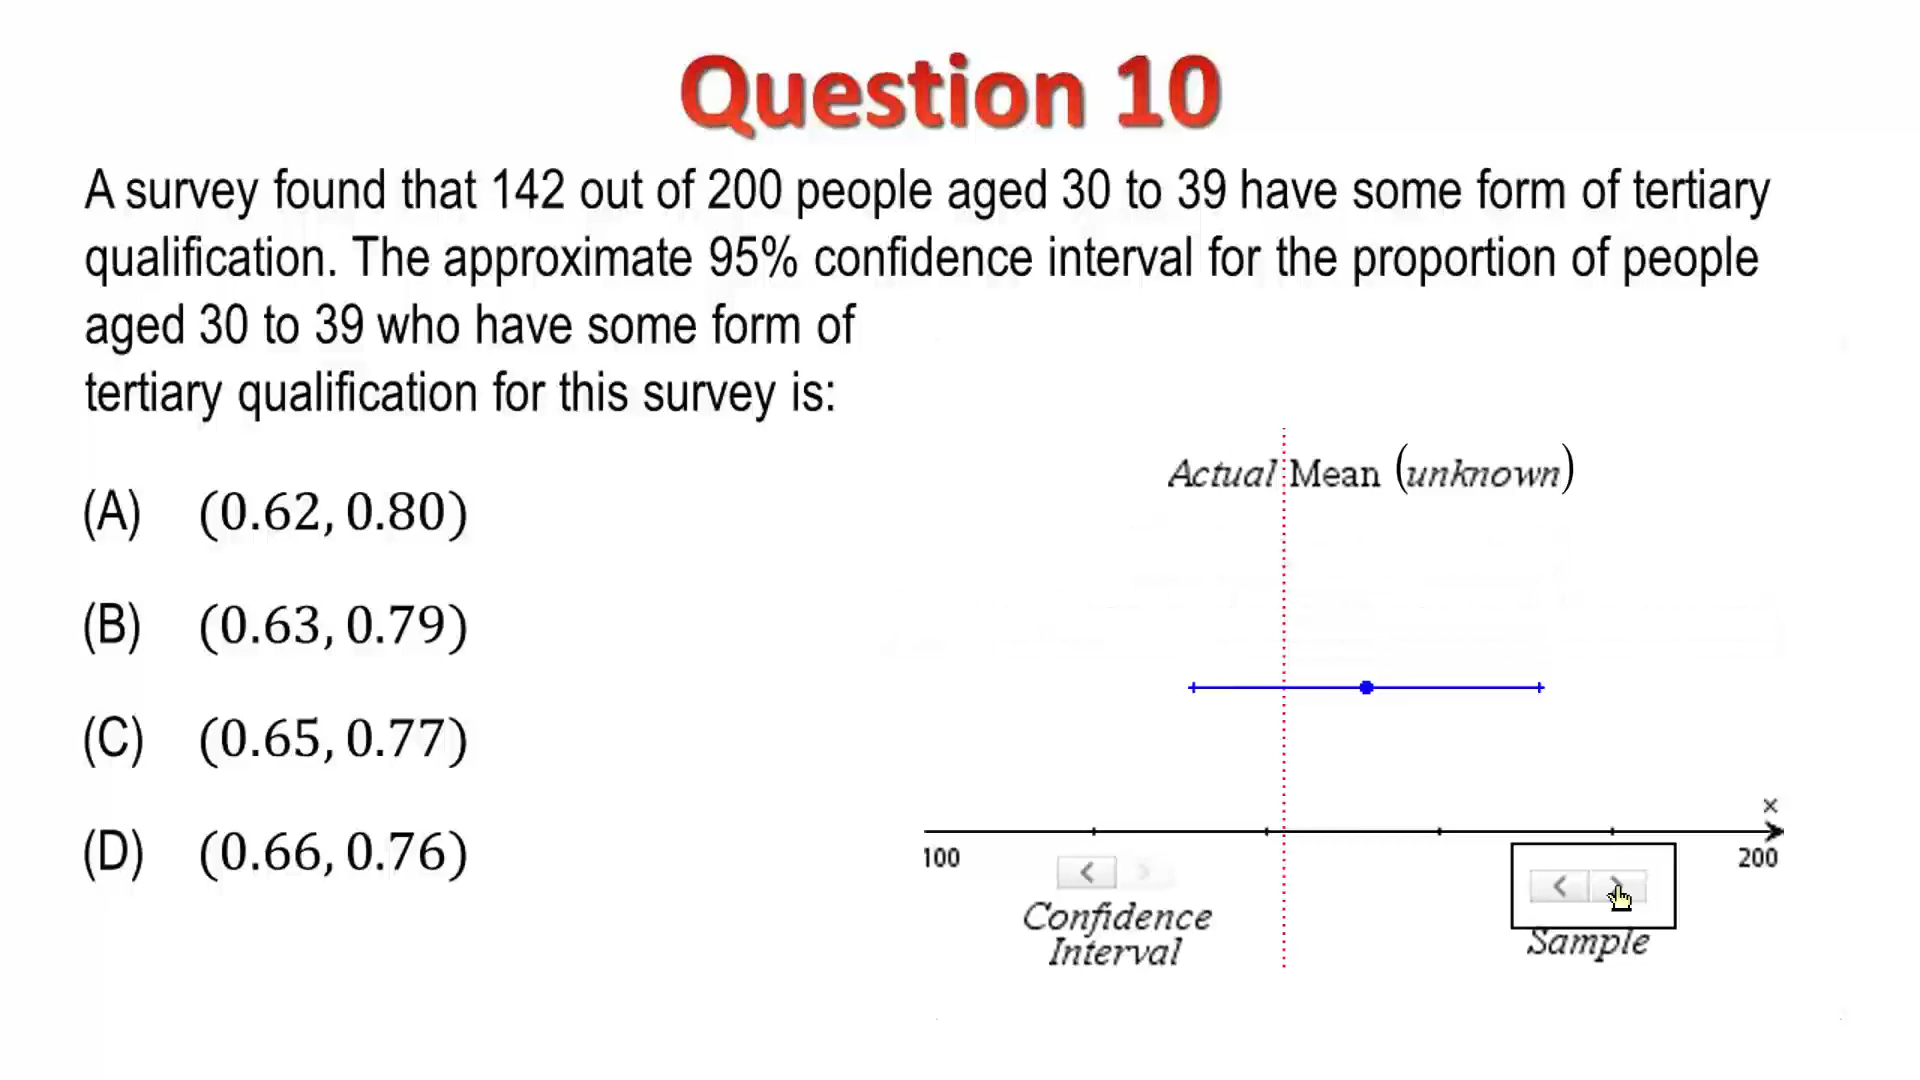 Question 10
A survey found that 142 out of 200 people aged 30 to 39 have some form of tertiary
qualification. The approximate 95% confidence interval for the proportion of people
aged 30 to 39 who have some form of
tertiary qualification for this survey is:
(A) (0.62, 0.80)
(B) (0.63, 0.79)
(C) (0.65, 0.77)
(D) (0.66, 0.76)
Actual Mean (unknown)
x
100
200
Confidence
Interval
Sample